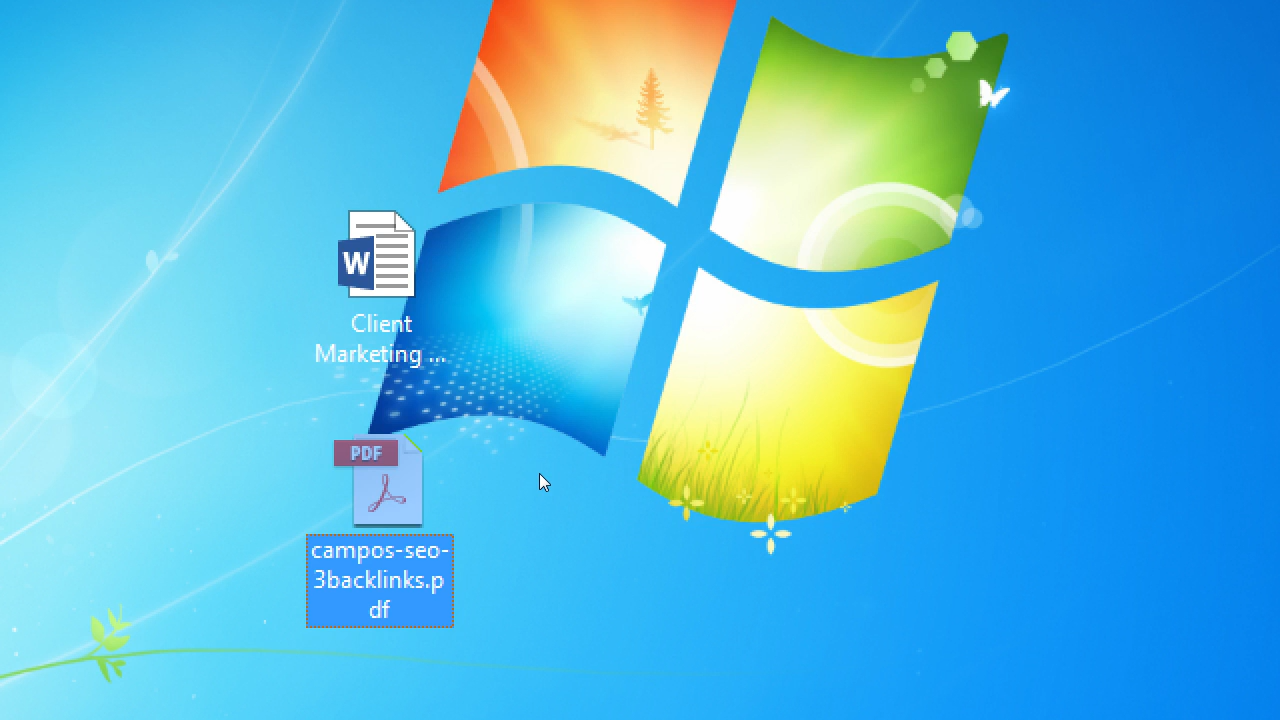 W
Client
Marketing ...
PDF
campos-seo-
3backlinks.p
df